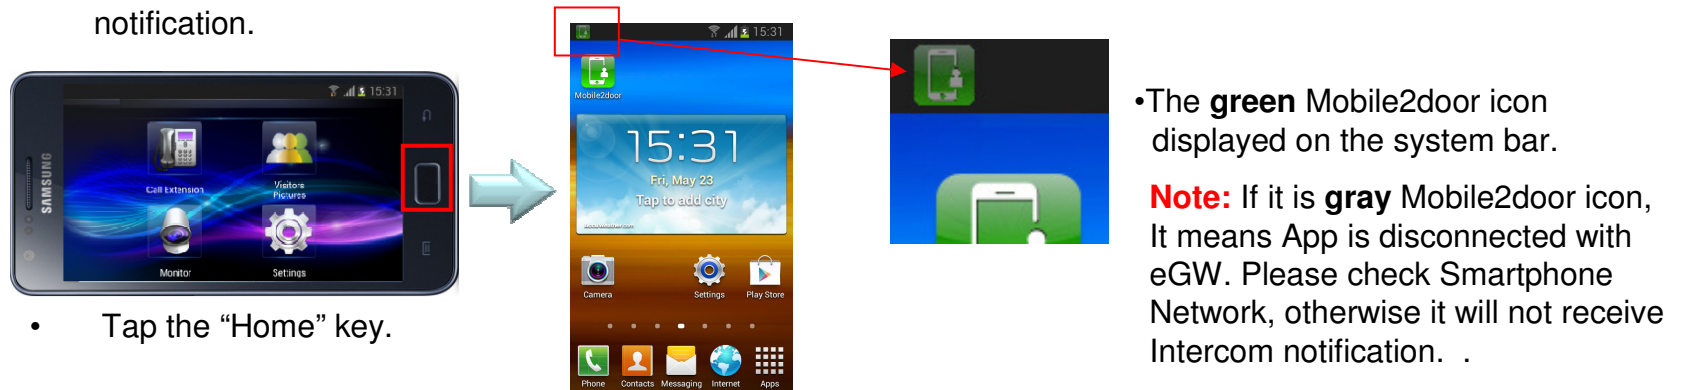 notification.
15:31
SAMSUNG
Call Extension
Visitors
Pictures
Monitor
Settings
• Tap the “Home” key.
15:31
Mobile2door
15:31
Fri, May 23
Tap to add city
accuweather.com
Camera
Settings
Play Store
Phone
Contacts
Messaging
Internet
Apps
•The green Mobile2door icon
displayed on the system bar.
Note: If it is gray Mobile2door icon,
It means App is disconnected with
eGW. Please check Smartphone
Network, otherwise it will not receive
Intercom notification. .